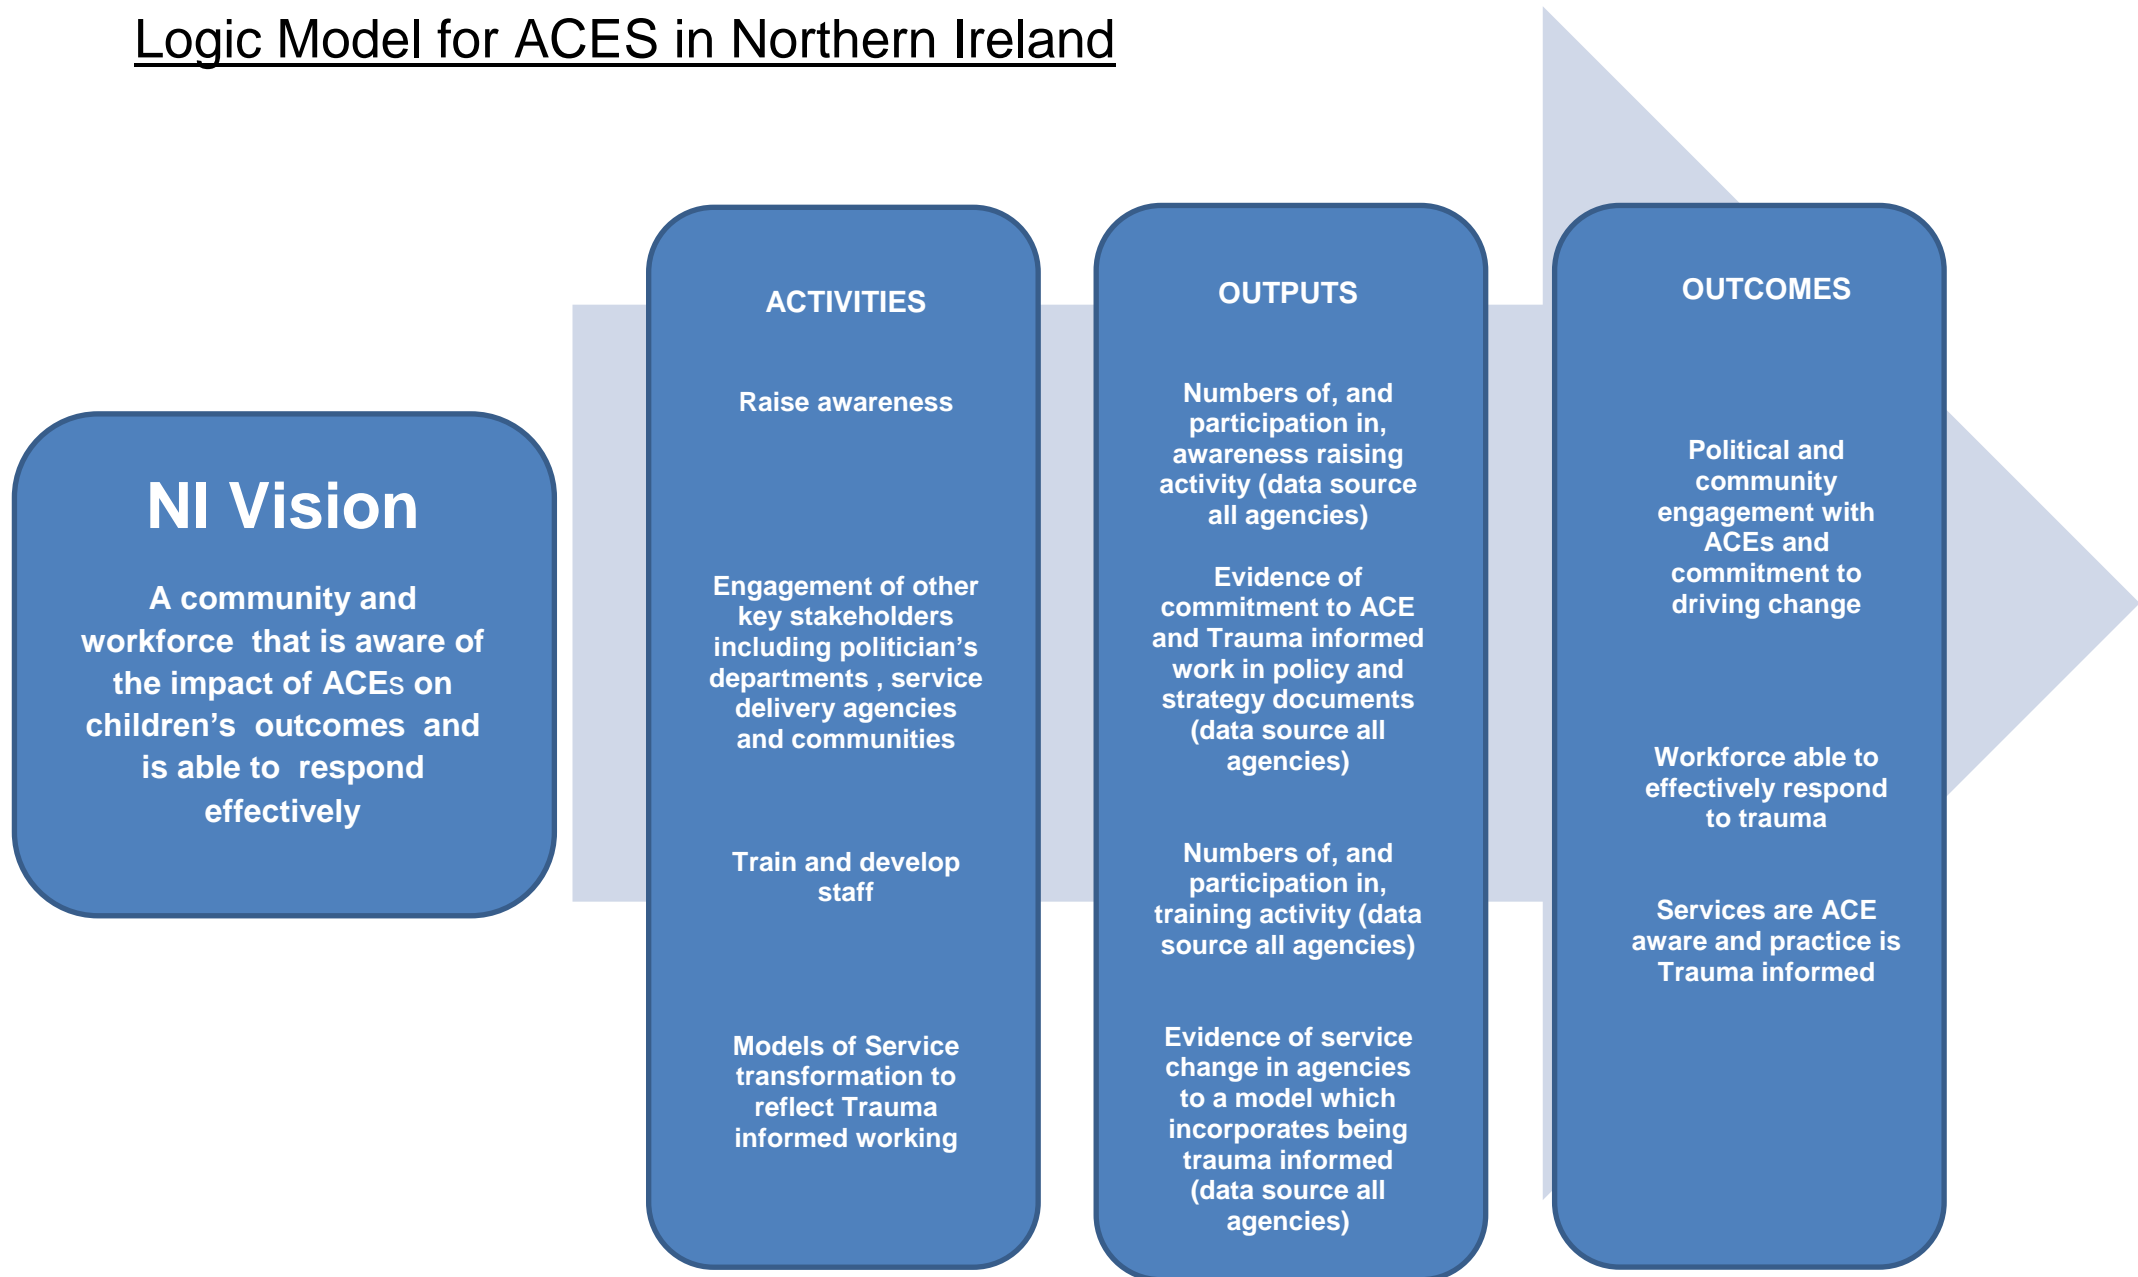 Logic Model for ACES in Northern Ireland
NI Vision
A community and
workforce that is aware of
the impact of ACEs on
children’s outcomes and
is able to respond
effectively
ACTIVITIES
Raise awareness
Engagement of other
key stakeholders
including politician’s
departments , service
delivery agencies
and communities
Train and develop
staff
Models of Service
transformation to
reflect Trauma
informed working
OUTPUTS
Numbers of, and
participation in,
awareness raising
activity (data source
all agencies)
Evidence of
commitment to ACE
and Trauma informed
work in policy and
strategy documents
(data source all
agencies)
Numbers of, and
participation in,
training activity (data
source all agencies)
Evidence of service
change in agencies
to a model which
incorporates being
trauma informed
(data source all
agencies)
OUTCOMES
Political and
community
engagement with
ACEs and
commitment to
driving change
Workforce able to
effectively respond
to trauma
Services are ACE
aware and practice is
Trauma informed